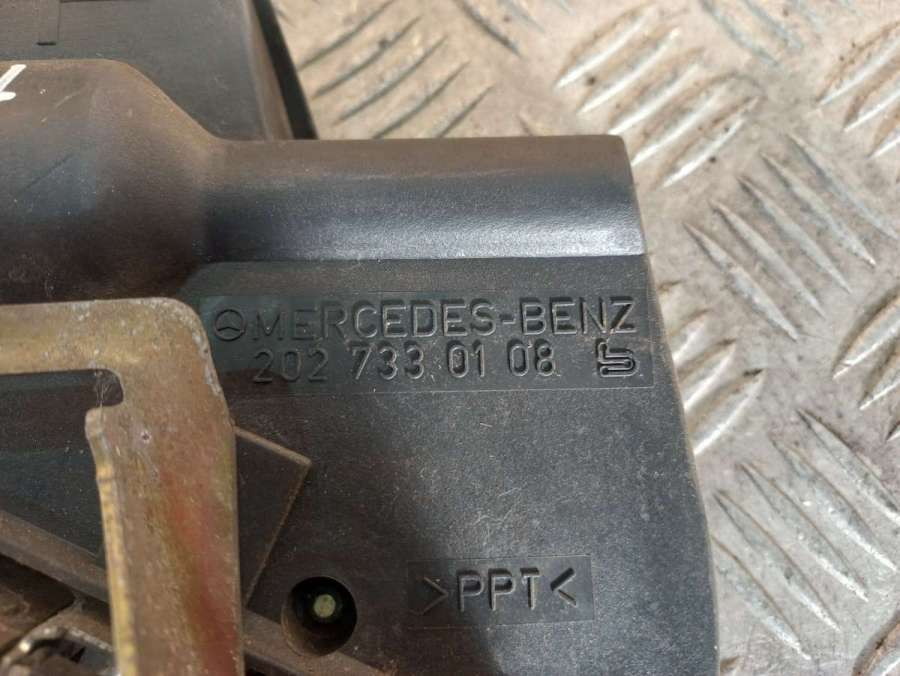 MERCEDES-BENZ
202 733 01 08
>PPT<